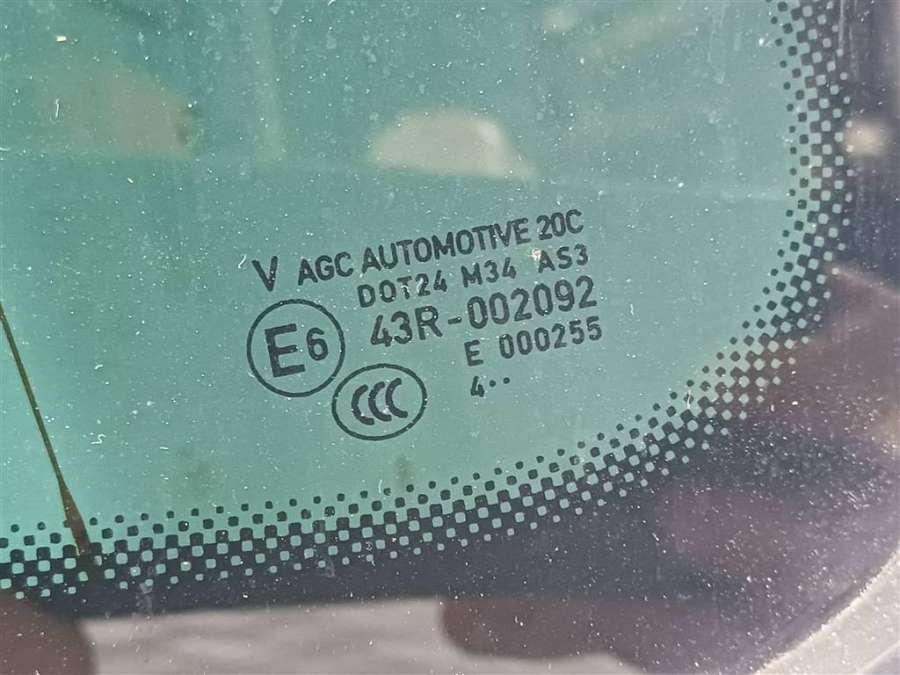 V AGC AUTOMOTIVE 20C
DOT24 M34 AS3
E6 43R-002092
E 000255
CCC 4··